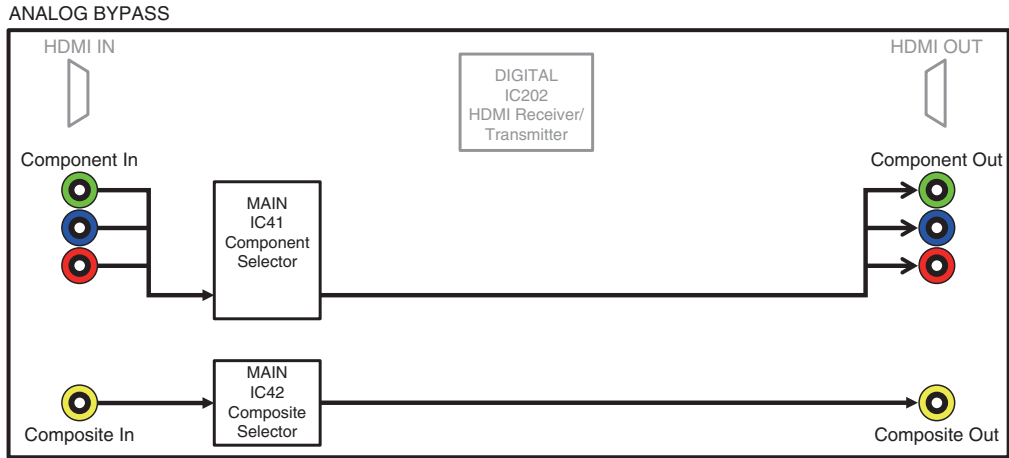 ANALOG BYPASS
HDMI IN
HDMI OUT
DIGITAL
IC202
HDMI Receiver/
Transmitter
Component In
Component Out
MAIN
IC41
Component
Selector
MAIN
IC42
Composite
Selector
Composite In
Composite Out